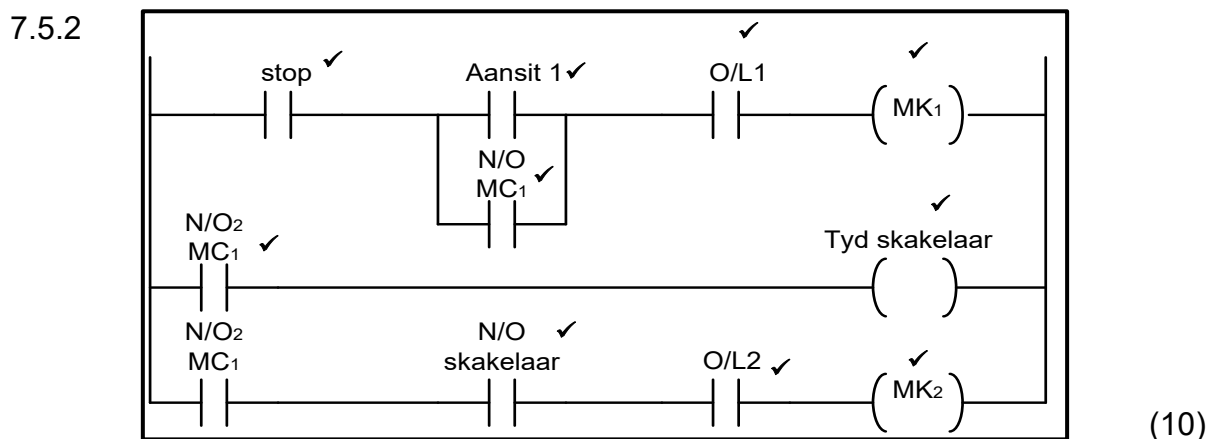 7.5.2
stop ✓ Aansit 1 ✓ O/L1 ✓ ✓
MK₁
N/O
MC₁ ✓
N/O₂
MC₁ ✓
✓
Tyd skakelaar
N/O₂ N/O ✓
MC₁ skakelaar O/L2 ✓ ✓
MK₂
(10)